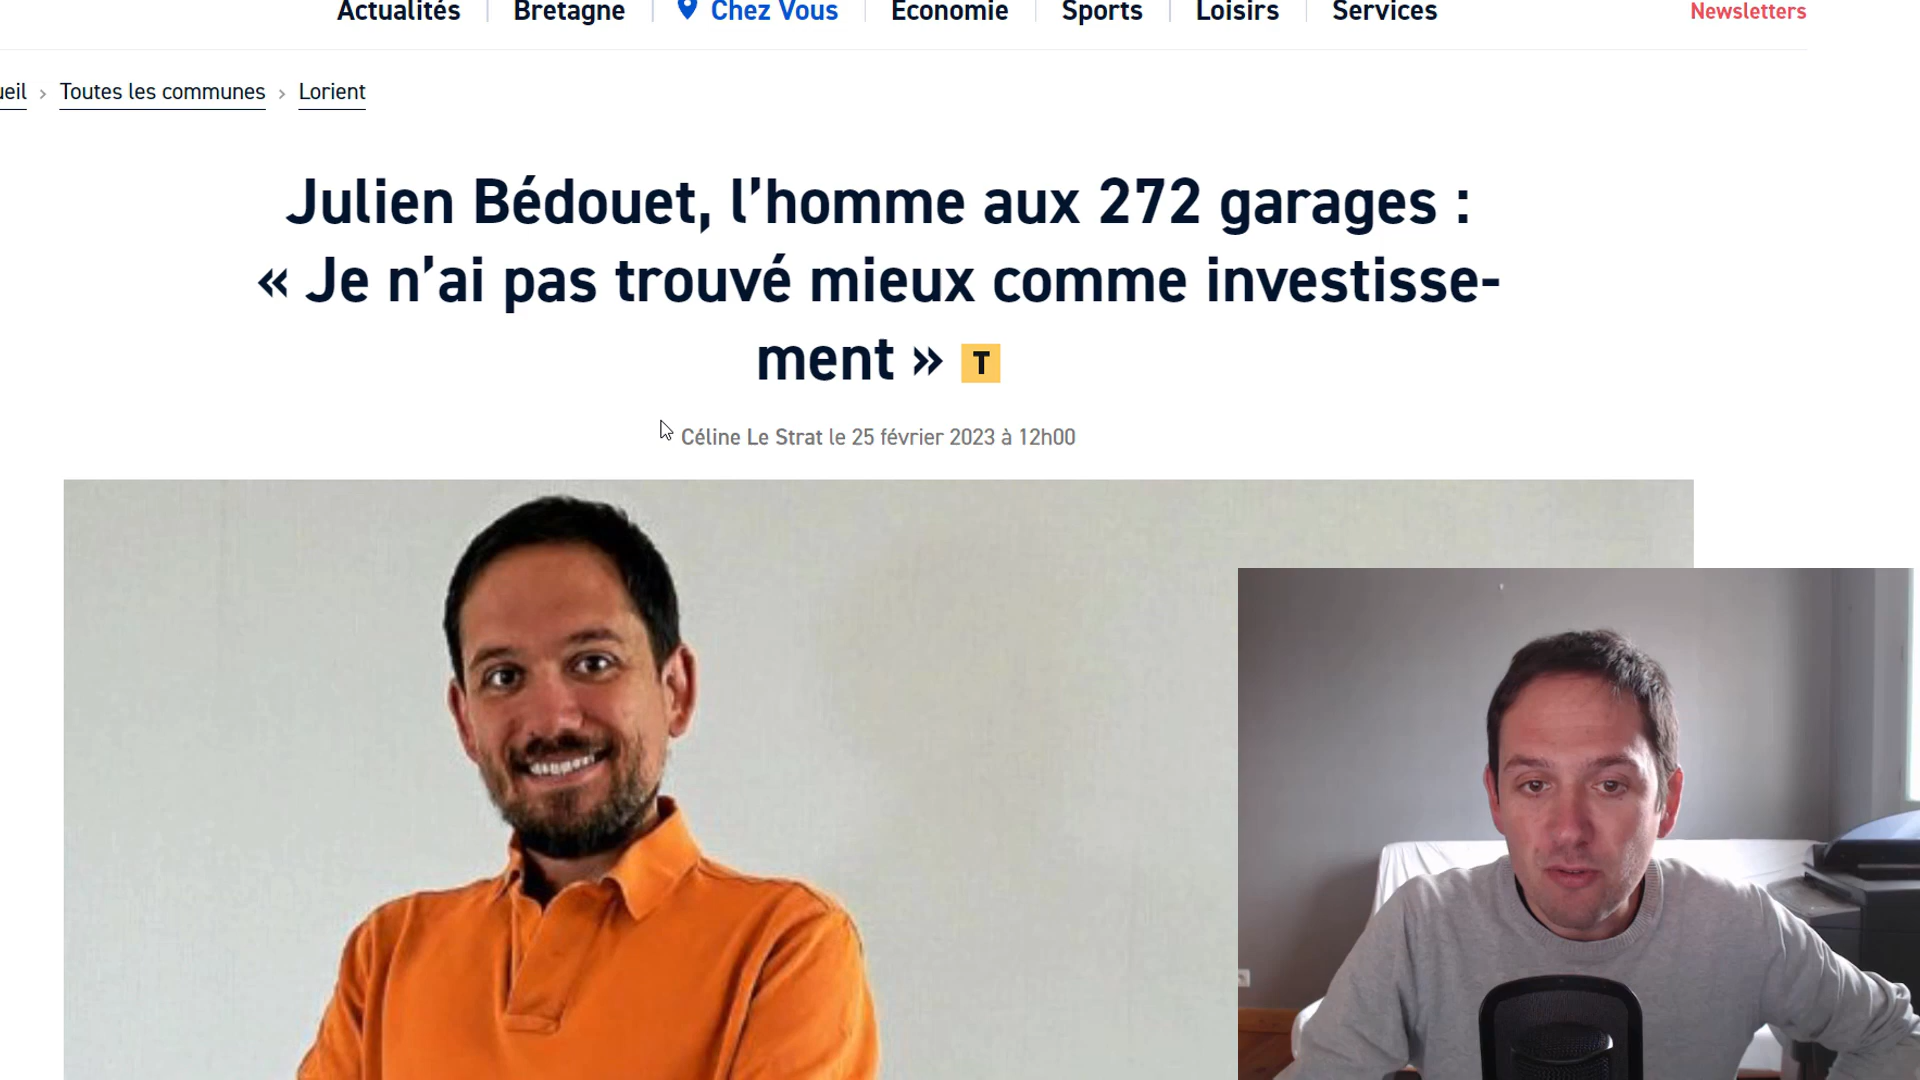 Actualités Bretagne Chez Vous Economie Sports Loisirs Services Newsletters
ueil > Toutes les communes > Lorient
Julien Bédouet, l’homme aux 272 garages :
« Je n’ai pas trouvé mieux comme investisse-
ment » T
Céline Le Strat le 25 février 2023 à 12h00